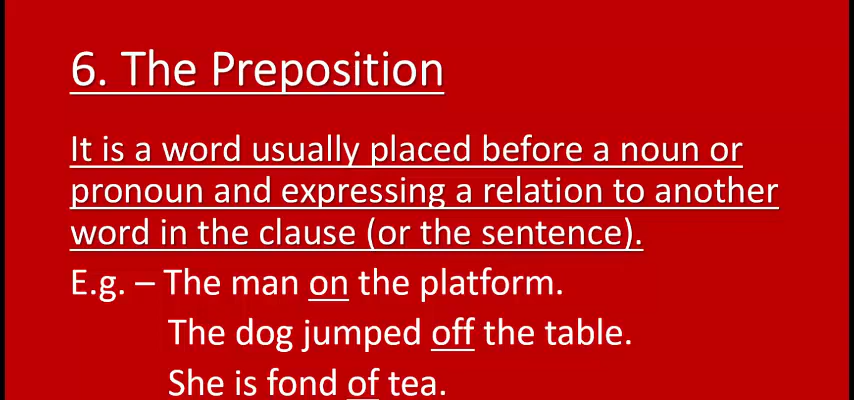 6. The Preposition
It is a word usually placed before a noun or
pronoun and expressing a relation to another
word in the clause (or the sentence).
E.g. – The man on the platform.
The dog jumped off the table.
She is fond of tea.